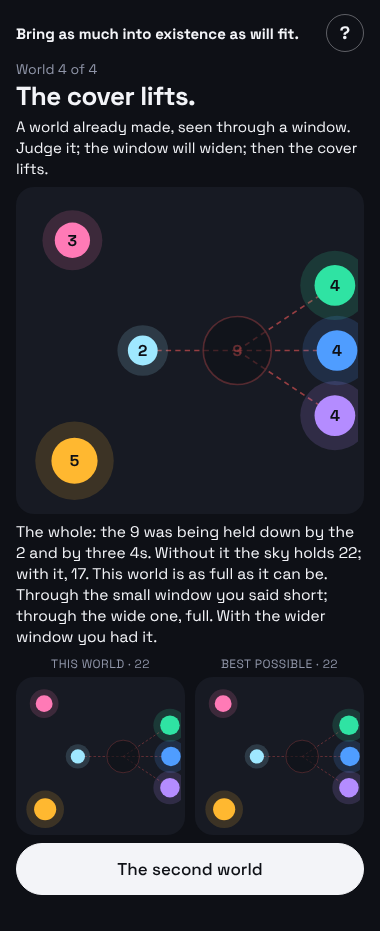 Bring as much into existence as will fit.
?
World 4 of 4
The cover lifts.
A world already made, seen through a window.
Judge it; the window will widen; then the cover
lifts.
3
4
2
9
4
4
5
The whole: the 9 was being held down by the
2 and by three 4s. Without it the sky holds 22;
with it, 17. This world is as full as it can be.
Through the small window you said short;
through the wide one, full. With the wider
window you had it.
THIS WORLD · 22
BEST POSSIBLE · 22
The second world